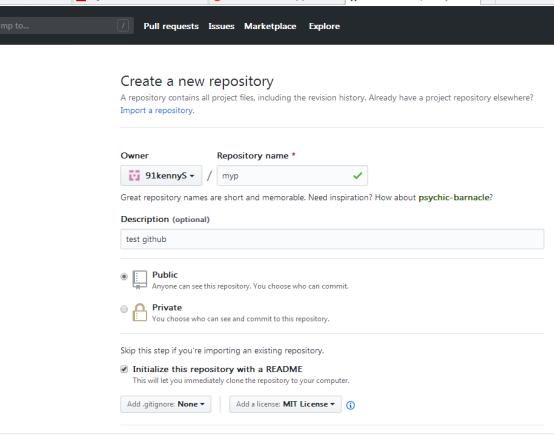 mp to... /
Pull requests Issues Marketplace Explore
Create a new repository
A repository contains all project files, including the revision history. Already have a project repository elsewhere?
Import a repository.
Owner Repository name *
91kennyS / myp
Great repository names are short and memorable. Need inspiration? How about psychic-barnacle?
Description (optional)
test github
Public
Anyone can see this repository. You choose who can commit.
Private
You choose who can see and commit to this repository.
Skip this step if you're importing an existing repository.
Initialize this repository with a README
This will let you immediately clone the repository to your computer.
Add .gitignore: None Add a license: MIT License